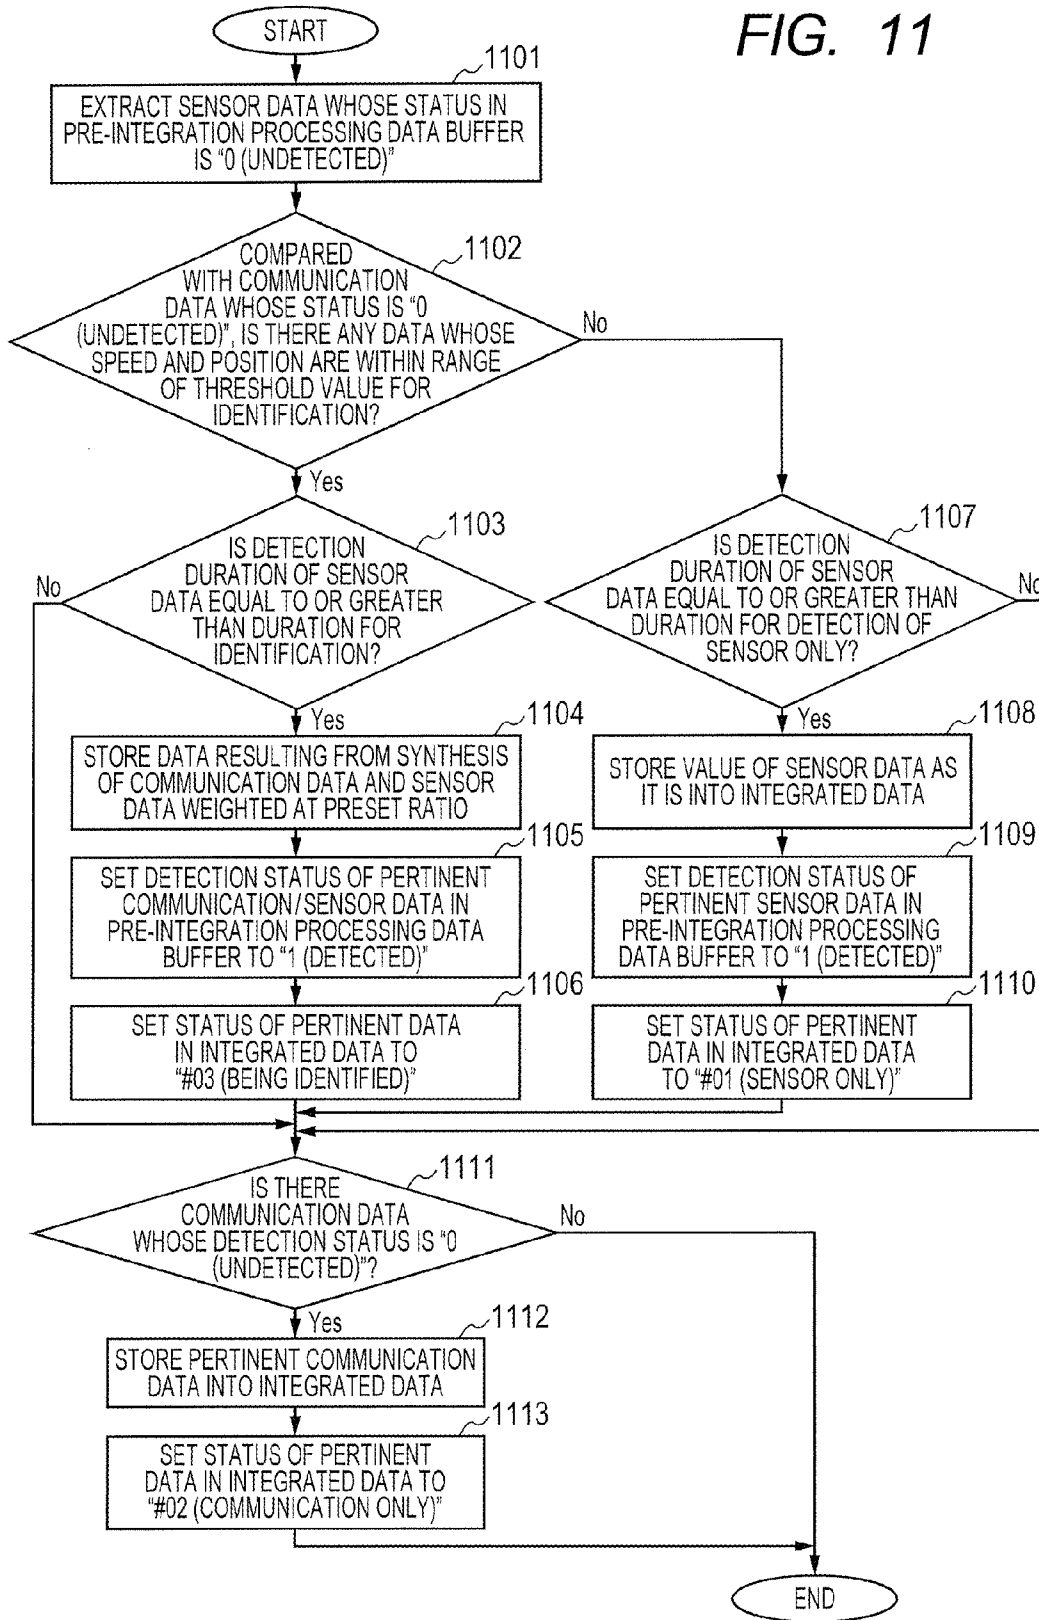 FIG. 11
START
1101
EXTRACT SENSOR DATA WHOSE STATUS IN
PRE-INTEGRATION PROCESSING DATA BUFFER
IS "0 (UNDETECTED)"
1102
COMPARED
WITH COMMUNICATION
DATA WHOSE STATUS IS "0
(UNDETECTED)", IS THERE ANY DATA WHOSE
SPEED AND POSITION ARE WITHIN RANGE
OF THRESHOLD VALUE FOR
IDENTIFICATION?
No
Yes
1103
IS DETECTION
DURATION OF SENSOR
DATA EQUAL TO OR GREATER
THAN DURATION FOR
IDENTIFICATION?
No
Yes
1107
IS DETECTION
DURATION OF SENSOR
DATA EQUAL TO OR GREATER THAN
DURATION FOR DETECTION OF
SENSOR ONLY?
No
Yes
1104
STORE DATA RESULTING FROM SYNTHESIS
OF COMMUNICATION DATA AND SENSOR
DATA WEIGHTED AT PRESET RATIO
1108
STORE VALUE OF SENSOR DATA AS
IT IS INTO INTEGRATED DATA
1105
SET DETECTION STATUS OF PERTINENT
COMMUNICATION/SENSOR DATA IN
PRE-INTEGRATION PROCESSING DATA
BUFFER TO "1 (DETECTED)"
1109
SET DETECTION STATUS OF
PERTINENT SENSOR DATA IN
PRE-INTEGRATION PROCESSING
DATA BUFFER TO "1 (DETECTED)"
1106
SET STATUS OF PERTINENT DATA
IN INTEGRATED DATA TO
"#03 (BEING IDENTIFIED)"
1110
SET STATUS OF PERTINENT
DATA IN INTEGRATED DATA
TO "#01 (SENSOR ONLY)"
1111
IS THERE
COMMUNICATION DATA
WHOSE DETECTION STATUS IS "0
(UNDETECTED)"?
No
Yes
1112
STORE PERTINENT COMMUNICATION
DATA INTO INTEGRATED DATA
1113
SET STATUS OF PERTINENT
DATA IN INTEGRATED DATA TO
"#02 (COMMUNICATION ONLY)"
END